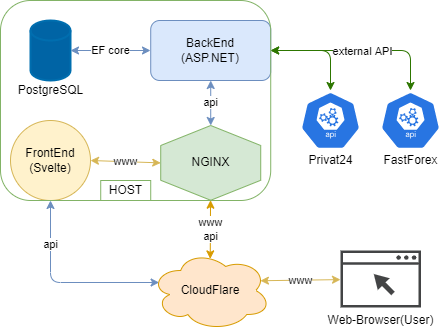 EF core
BackEnd
(ASP.NET)
external API
PostgreSQL
api
api
api
Privat24
FastForex
FrontEnd
(Svelte)
www
NGINX
HOST
www
api
api
CloudFlare
www
Web-Browser(User)